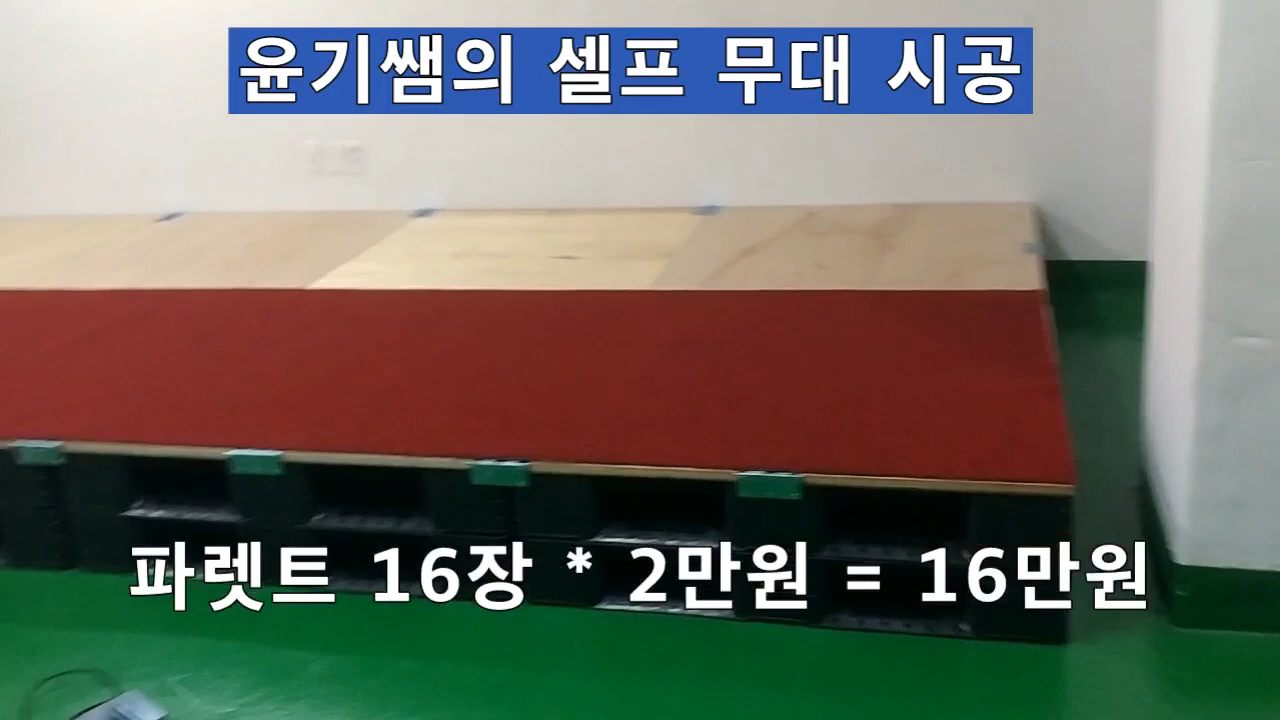 윤기쌤의 셀프 무대 시공
파렛트 16장 * 2만원 = 16만원